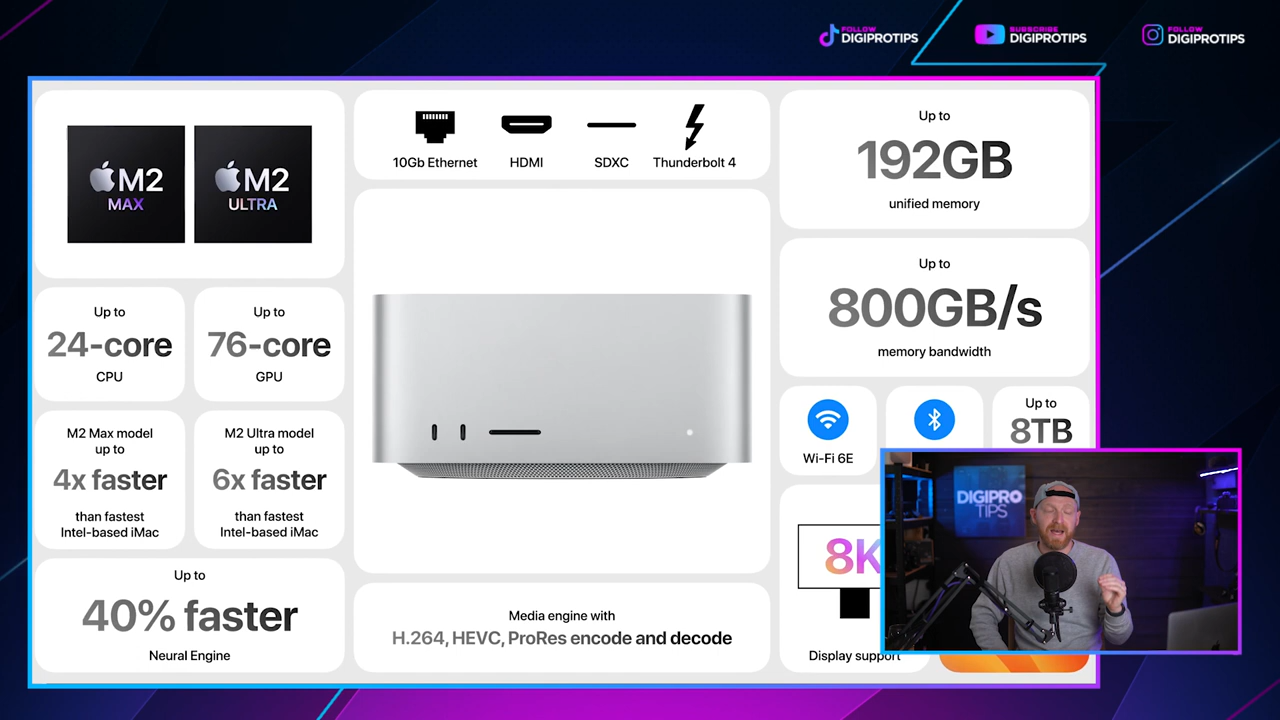 FOLLOW
DIGIPROTIPS
SUBSCRIBE
DIGIPROTIPS
FOLLOW
DIGIPROTIPS
M2
MAX
M2
ULTRA
10Gb Ethernet
HDMI
SDXC
Thunderbolt 4
Up to
192GB
unified memory
Up to
24-core
CPU
Up to
76-core
GPU
Up to
800GB/s
memory bandwidth
M2 Max model
up to
4x faster
than fastest
Intel-based iMac
M2 Ultra model
up to
6x faster
than fastest
Intel-based iMac
Wi-Fi 6E
Up to
8TB
Up to
40% faster
Neural Engine
Media engine with
H.264, HEVC, ProRes encode and decode
8K
Display support
DIGIPRO
TIPS